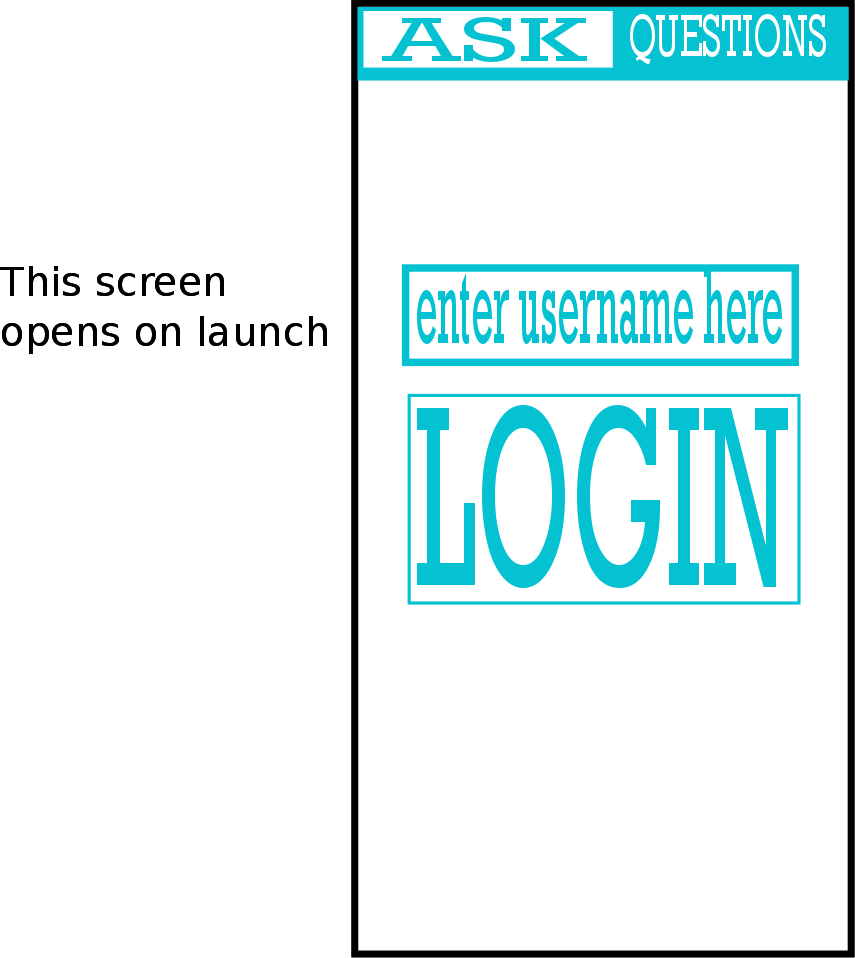 ASK QUESTIONS
This screen
opens on launch
enter username here
LOGIN